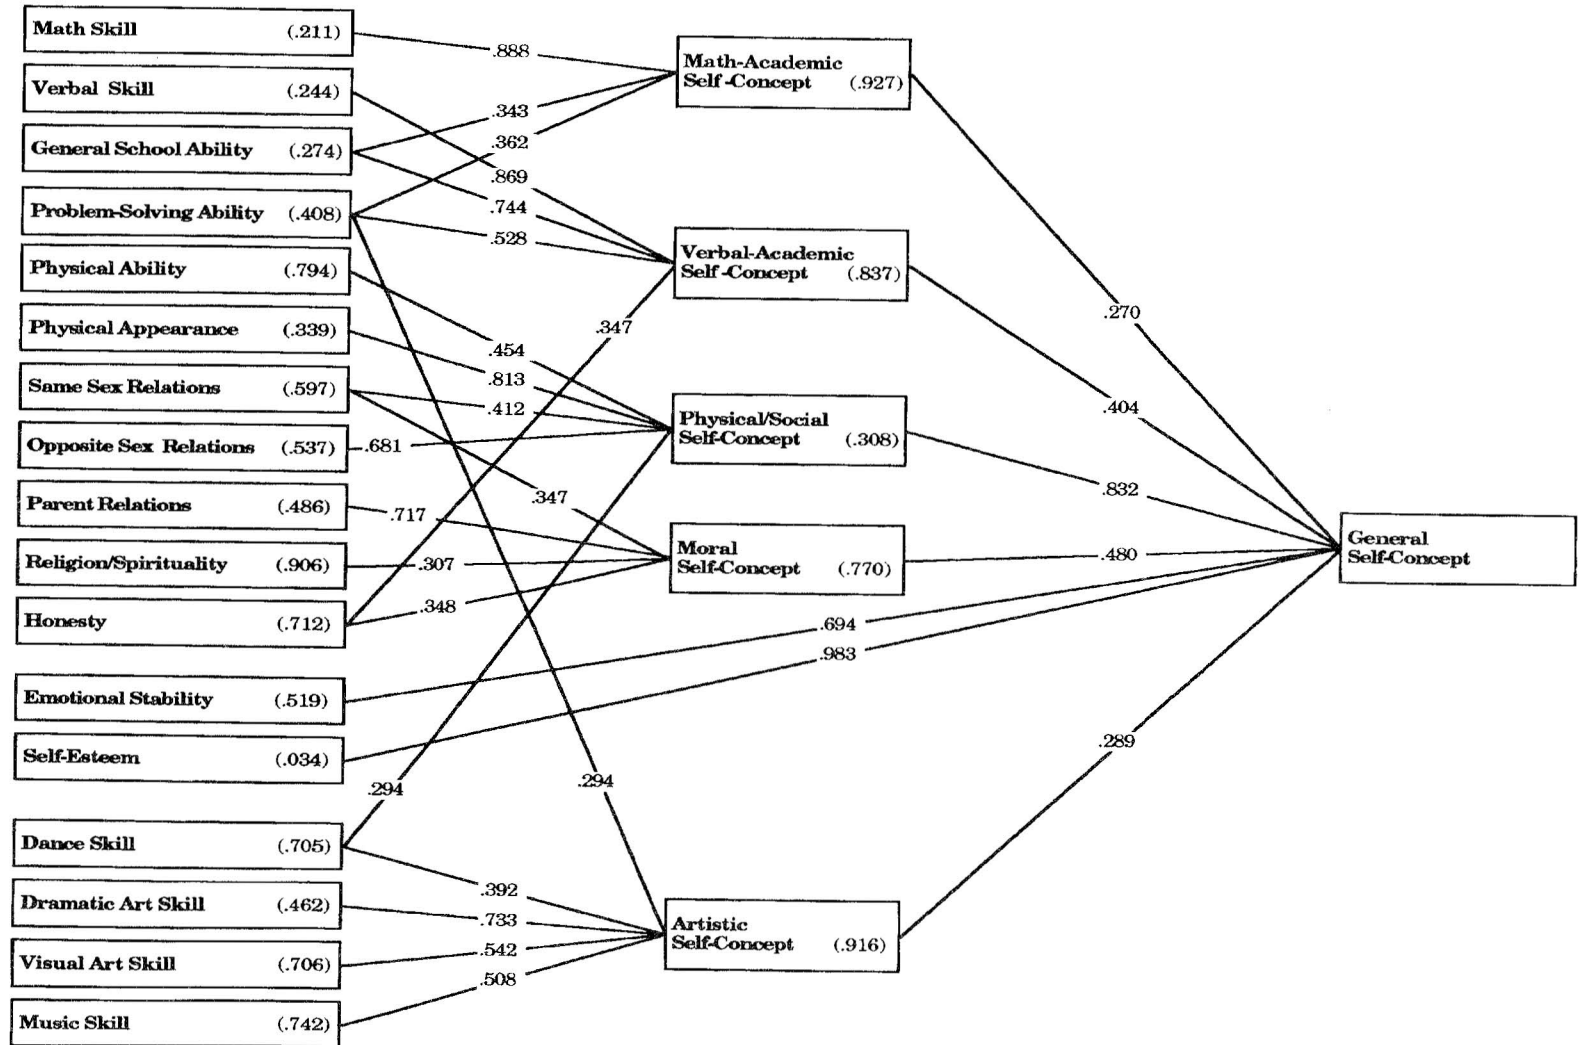 Math Skill (.211)
Verbal Skill (.244)
General School Ability (.274)
Problem-Solving Ability (.408)
Physical Ability (.794)
Physical Appearance (.339)
Same Sex Relations (.597)
Opposite Sex Relations (.537)
Parent Relations (.486)
Religion/Spirituality (.906)
Honesty (.712)
Emotional Stability (.519)
Self-Esteem (.034)
Dance Skill (.705)
Dramatic Art Skill (.462)
Visual Art Skill (.706)
Music Skill (.742)
.888
.343
.362
.869
.744
.528
.347
.454
.813
.412
.681
.347
.717
.307
.348
.294
.294
.392
.733
.542
.508
Math-Academic
Self-Concept (.927)
Verbal-Academic
Self-Concept (.837)
Physical/Social
Self-Concept (.308)
Moral
Self-Concept (.770)
Artistic
Self-Concept (.916)
.270
.404
.832
.480
.694
.983
.289
General
Self-Concept